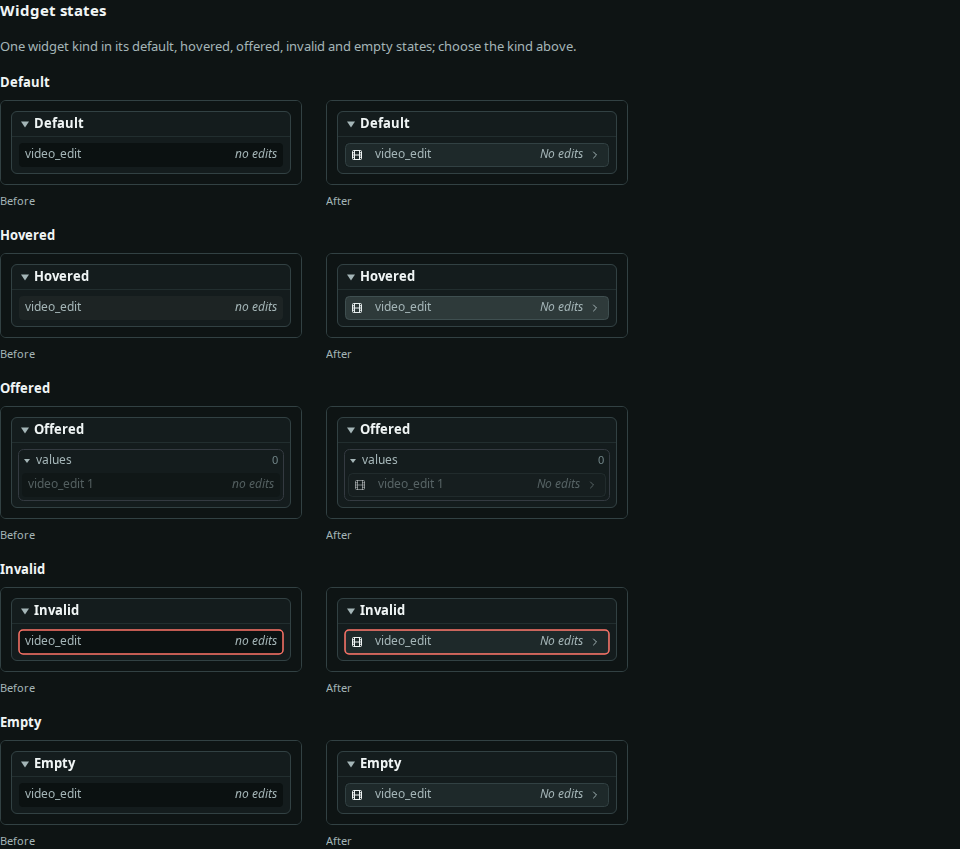 Widget states
One widget kind in its default, hovered, offered, invalid and empty states; choose the kind above.
Default
Default
video_edit no edits
Before
Default
video_edit No edits
After
Hovered
Hovered
video_edit no edits
Before
Hovered
video_edit No edits
After
Offered
Offered
values 0
video_edit 1 no edits
Before
Offered
values 0
video_edit 1 No edits
After
Invalid
Invalid
video_edit no edits
Before
Invalid
video_edit No edits
After
Empty
Empty
video_edit no edits
Before
Empty
video_edit No edits
After